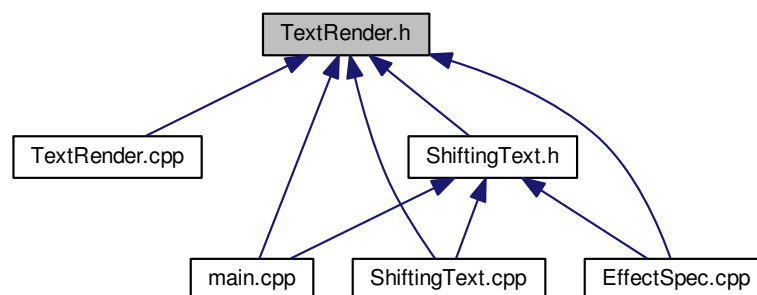 TextRender.h
TextRender.cpp
ShiftingText.h
main.cpp
ShiftingText.cpp
EffectSpec.cpp